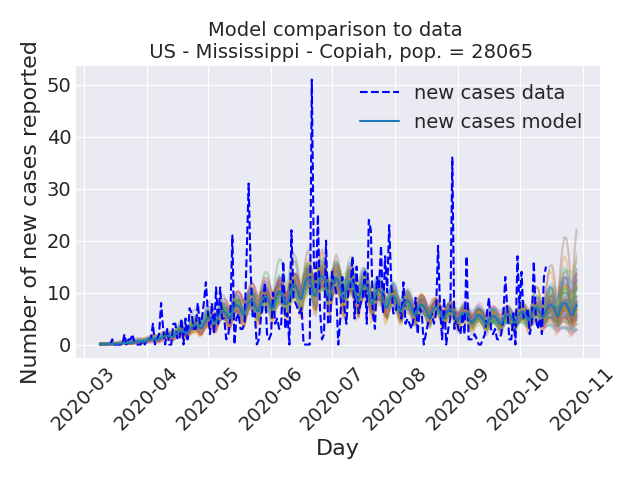 Model comparison to data
US - Mississippi - Copiah, pop. = 28065
Number of new cases reported
50
40
30
20
10
0
new cases data
new cases model
2020-03
2020-04
2020-05
2020-06
2020-07
2020-08
2020-09
2020-10
2020-11
Day